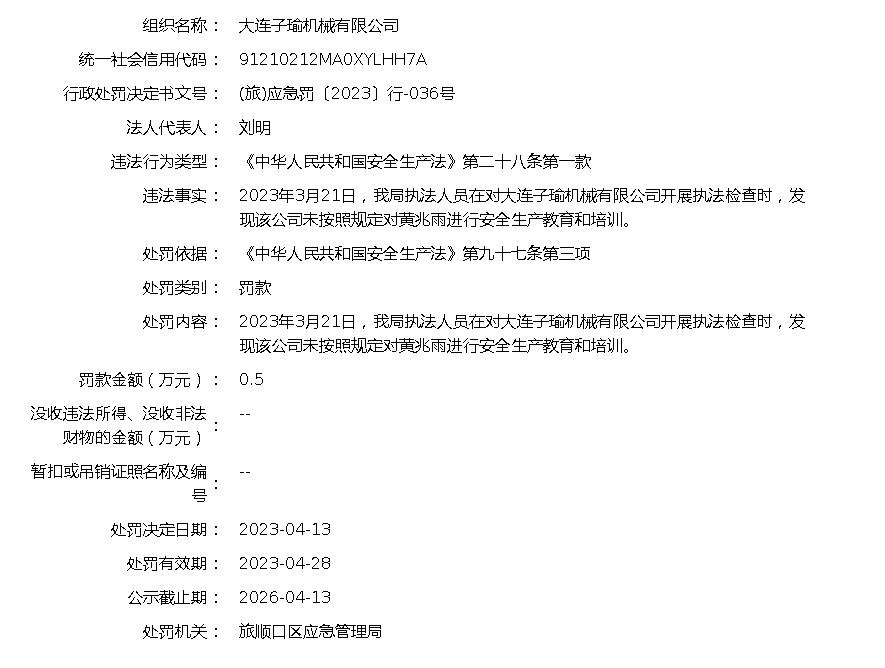 组织名称： 大连子瑜机械有限公司
统一社会信用代码： 91210212MA0XYLHH7A
行政处罚决定书文号： (旅)应急罚〔2023〕行-036号
法人代表人： 刘明
违法行为类型： 《中华人民共和国安全生产法》第二十八条第一款
违法事实： 2023年3月21日，我局执法人员在对大连子瑜机械有限公司开展执法检查时，发
现该公司未按照规定对黄兆雨进行安全生产教育和培训。
处罚依据： 《中华人民共和国安全生产法》第九十七条第三项
处罚类别： 罚款
处罚内容： 2023年3月21日，我局执法人员在对大连子瑜机械有限公司开展执法检查时，发
现该公司未按照规定对黄兆雨进行安全生产教育和培训。
罚款金额（万元）： 0.5
没收违法所得、没收非法
财物的金额（万元）： --
暂扣或吊销证照名称及编
号： --
处罚决定日期： 2023-04-13
处罚有效期： 2023-04-28
公示截止期： 2026-04-13
处罚机关： 旅顺口区应急管理局